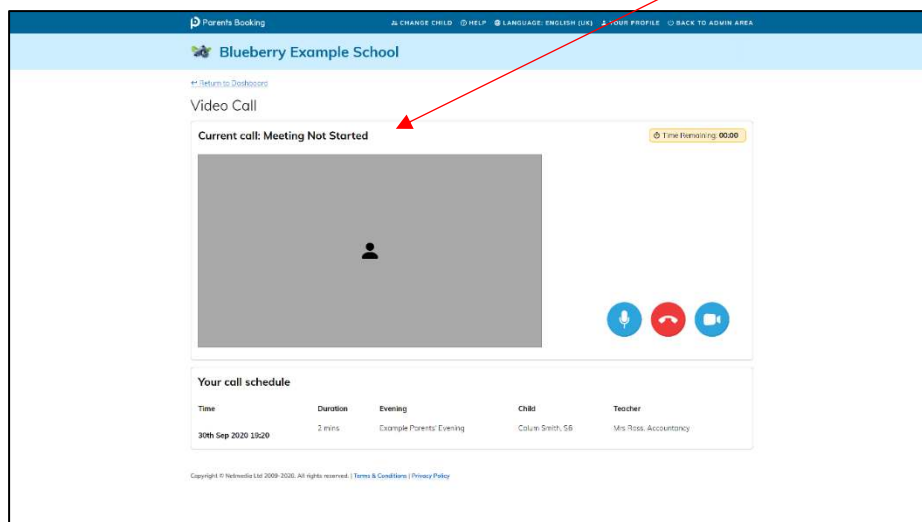 Parents Booking
CHANGE CHILD HELP LANGUAGE: ENGLISH (UK) YOUR PROFILE BACK TO ADMIN AREA
Blueberry Example School
Return to Dashboard
Video Call
Current call: Meeting Not Started
Time Remaining: 00:00
Your call schedule
Time Duration Evening Child Teacher
30th Sep 2020 19:20 2 mins Example Parents' Evening Calum Smith, S6 Mrs Ross, Accountancy
Copyright © Netmedia Ltd 2009-2020. All rights reserved. | Terms & Conditions | Privacy Policy